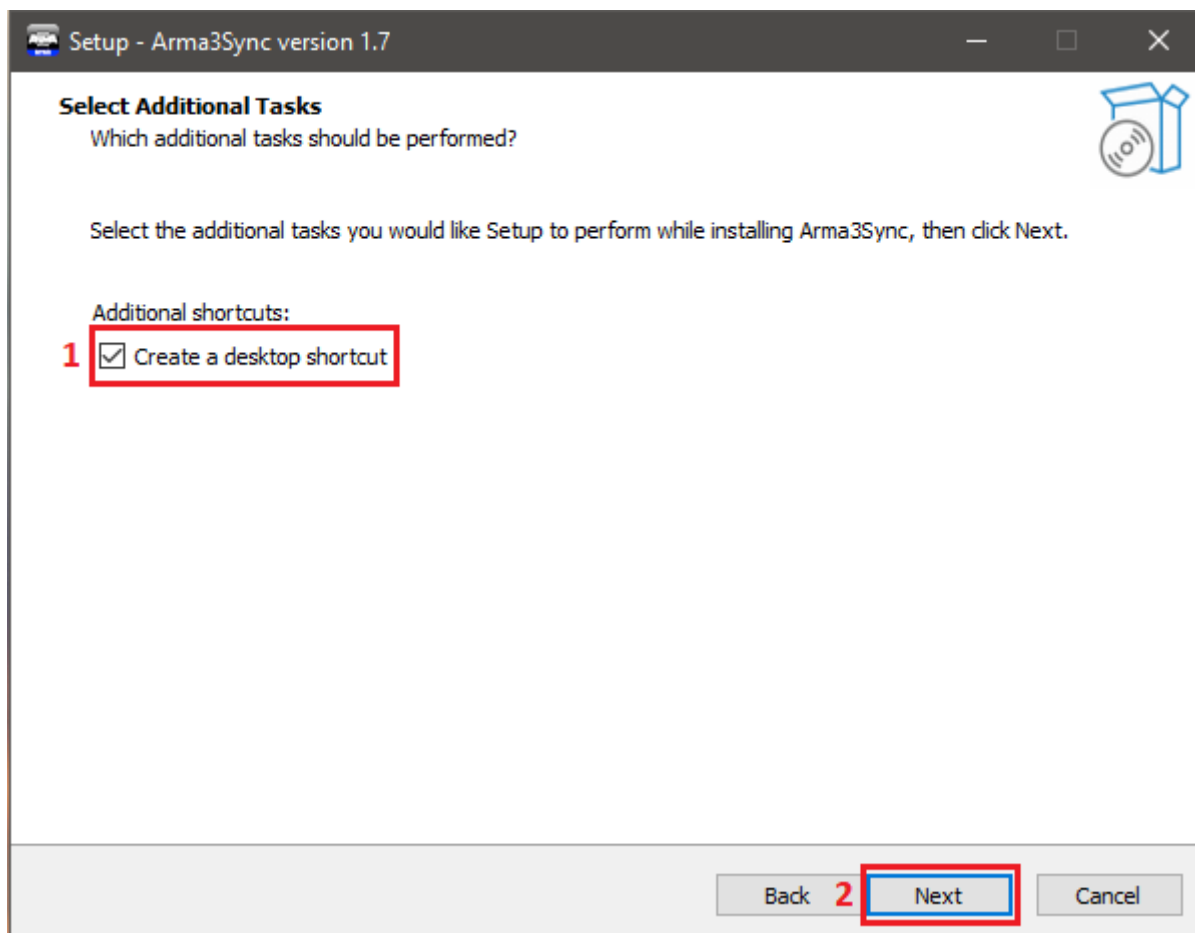 Setup - Arma3Sync version 1.7
Select Additional Tasks
Which additional tasks should be performed?
Select the additional tasks you would like Setup to perform while installing Arma3Sync, then click Next.
Additional shortcuts:
1 Create a desktop shortcut
Back 2 Next Cancel